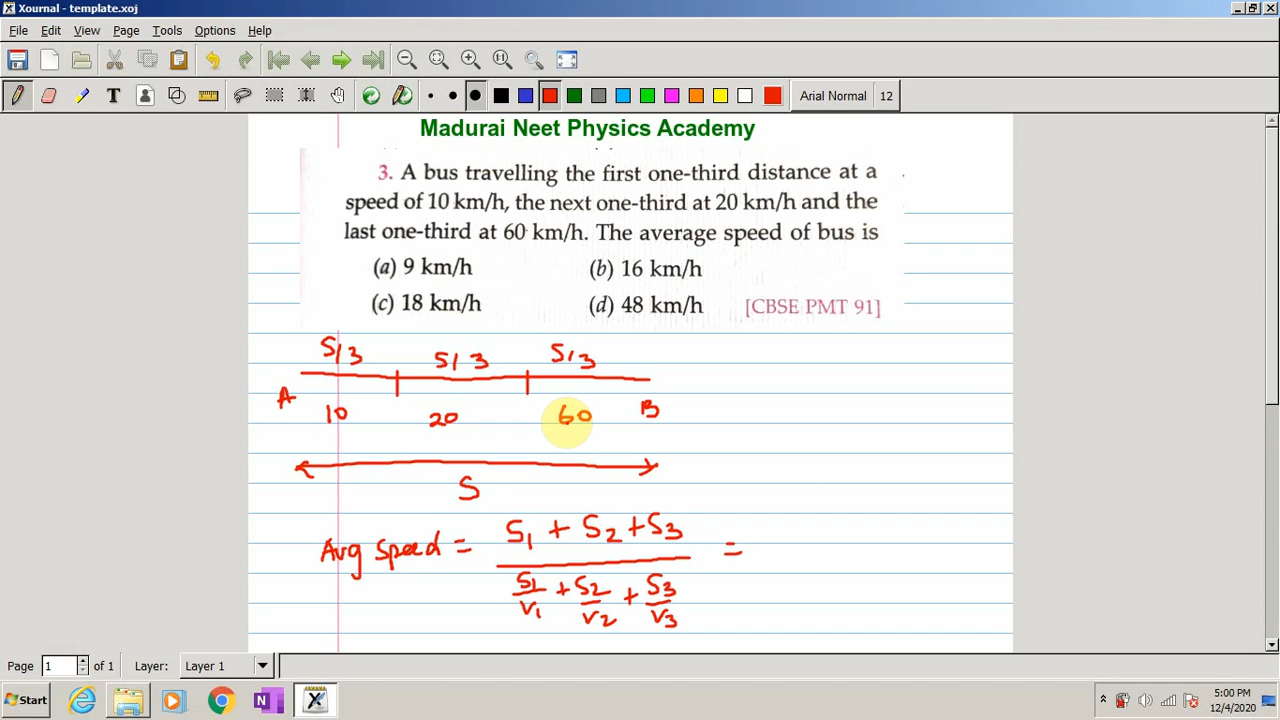 Xournal - template.xoj
File Edit View Page Tools Options Help
Arial Normal 12
Madurai Neet Physics Academy
3. A bus travelling the first one-third distance at a
speed of 10 km/h, the next one-third at 20 km/h and the
last one-third at 60 km/h. The average speed of bus is
(a) 9 km/h (b) 16 km/h
(c) 18 km/h (d) 48 km/h [CBSE PMT 91]
S/3 S/3 S/3
A 10 20 60 B
S
Avg Speed = S1 + S2 + S3 =
S1/V1 + S2/V2 + S3/V3
Page 1 of 1 Layer: Layer 1
Start 5:00 PM
12/4/2020